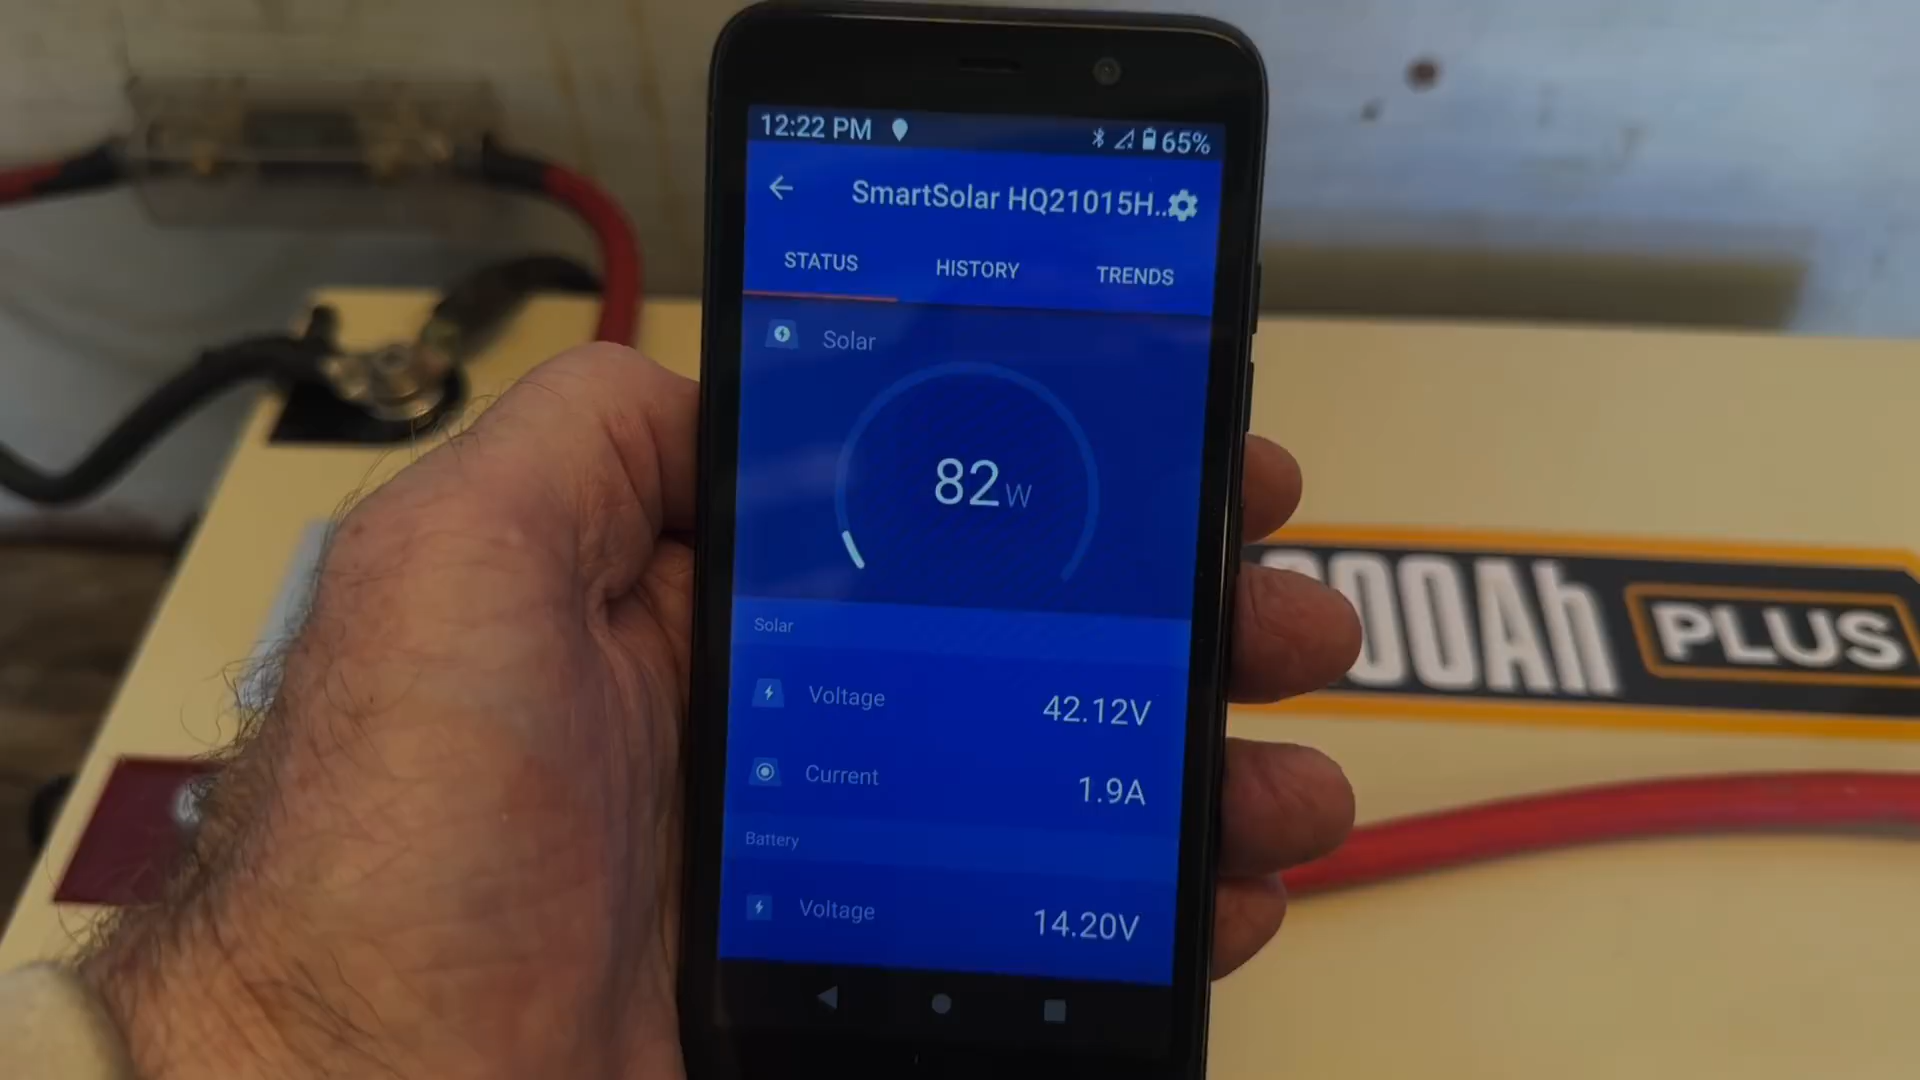 12:22 PM 65%
SmartSolar HQ21015H..
STATUS HISTORY TRENDS
Solar
82W
Solar
Voltage 42.12V
Current 1.9A
Battery
Voltage 14.20V
00Ah PLUS